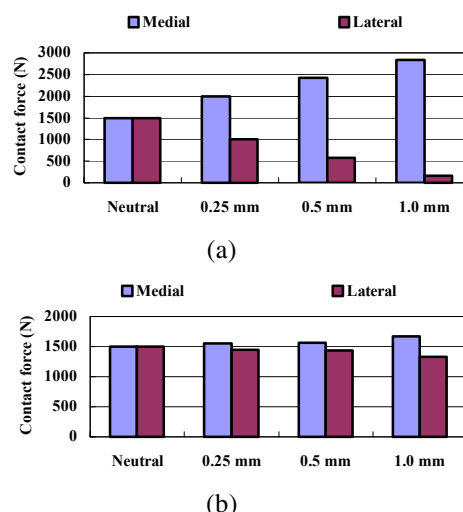 Medial Lateral
3000
2500
2000
1500
1000
500
0
Contact force (N)
Neutral 0.25 mm 0.5 mm 1.0 mm
(a)
Medial Lateral
2000
1500
1000
500
0
Contact force (N)
Neutral 0.25 mm 0.5 mm 1.0 mm
(b)